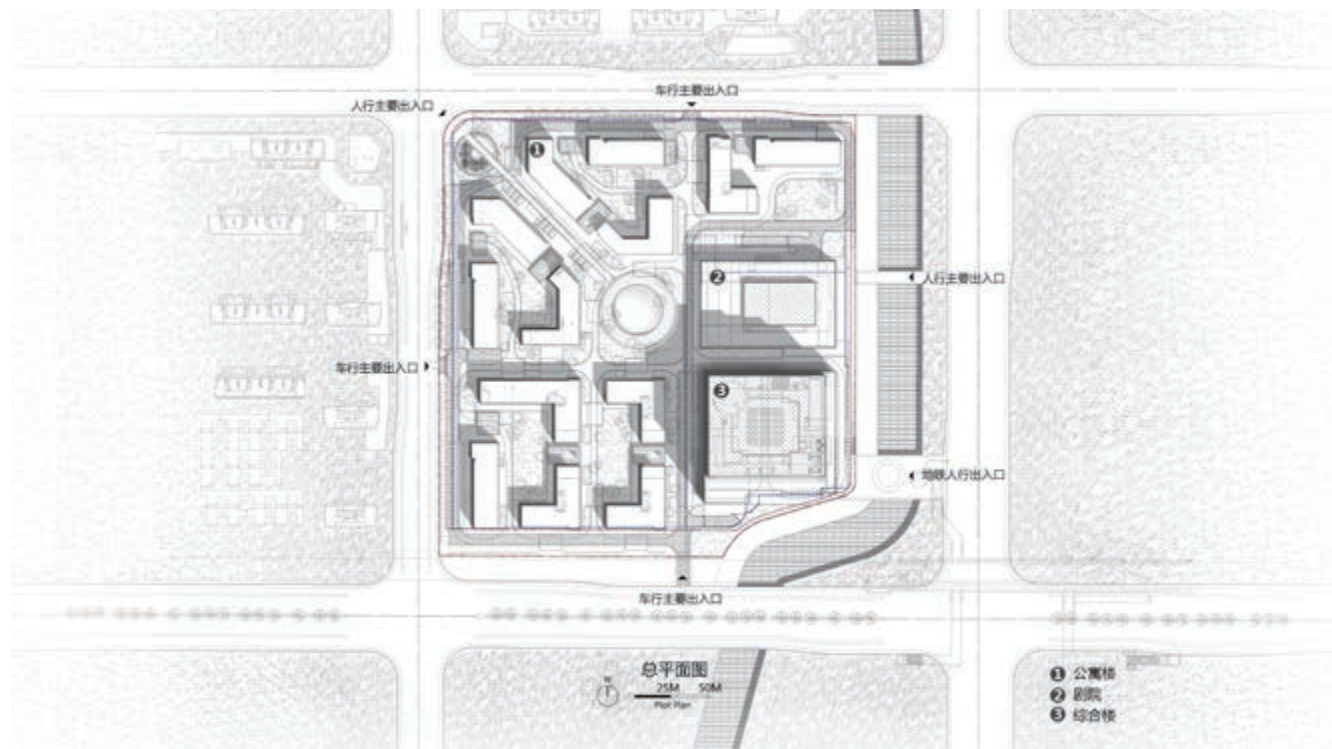 车行主要出入口
人行主要出入口
❶
❷
人行主要出入口
车行主要出入口
❸
地铁人行出入口
车行主要出入口
总平面图
N
25M 50M
Plot Plan
❶ 公寓楼
❷ 剧院
❸ 综合楼